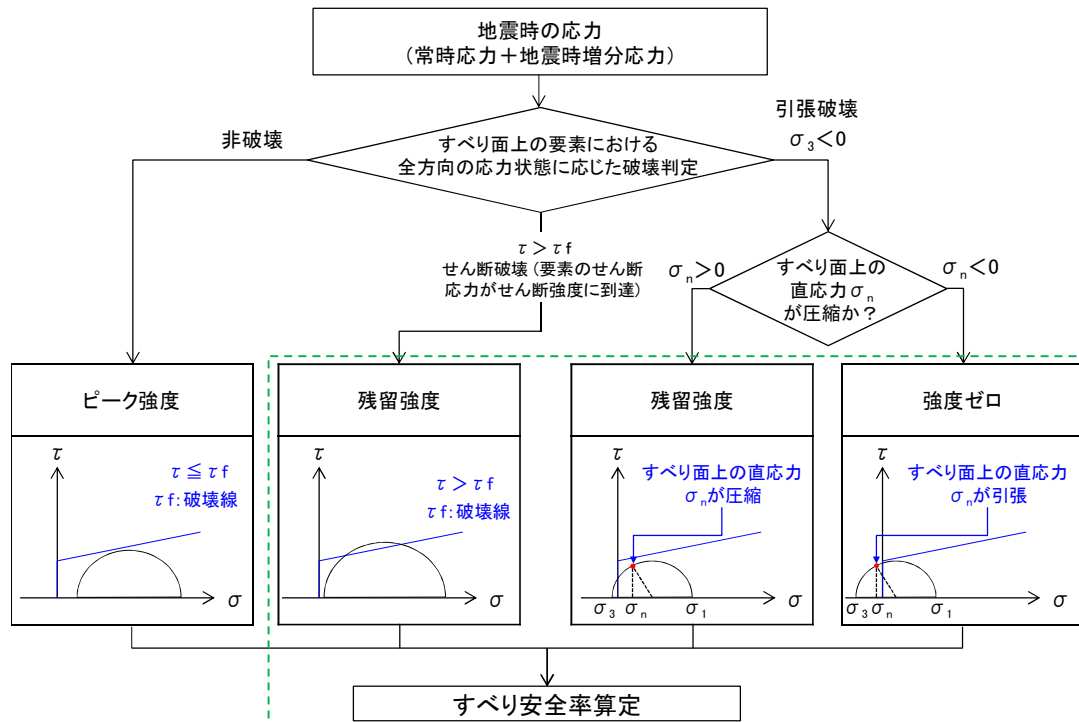 地震時の応力
(常時応力＋地震時増分応力)
すべり面上の要素における
全方向の応力状態に応じた破壊判定
非破壊
引張破壊
σ3＜0
τ＞τf
せん断破壊(要素のせん断
応力がせん断強度に到達)
すべり面上の
直応力σn
が圧縮か？
σn＞0
σn＜0
ピーク強度
τ
τ≦τf
τf:破壊線
σ
残留強度
τ
τ＞τf
τf:破壊線
σ
残留強度
τ
すべり面上の直応力
σnが圧縮
σ3
σn
σ1
σ
強度ゼロ
τ
すべり面上の直応力
σnが引張
σ3
σn
σ1
σ
すべり安全率算定